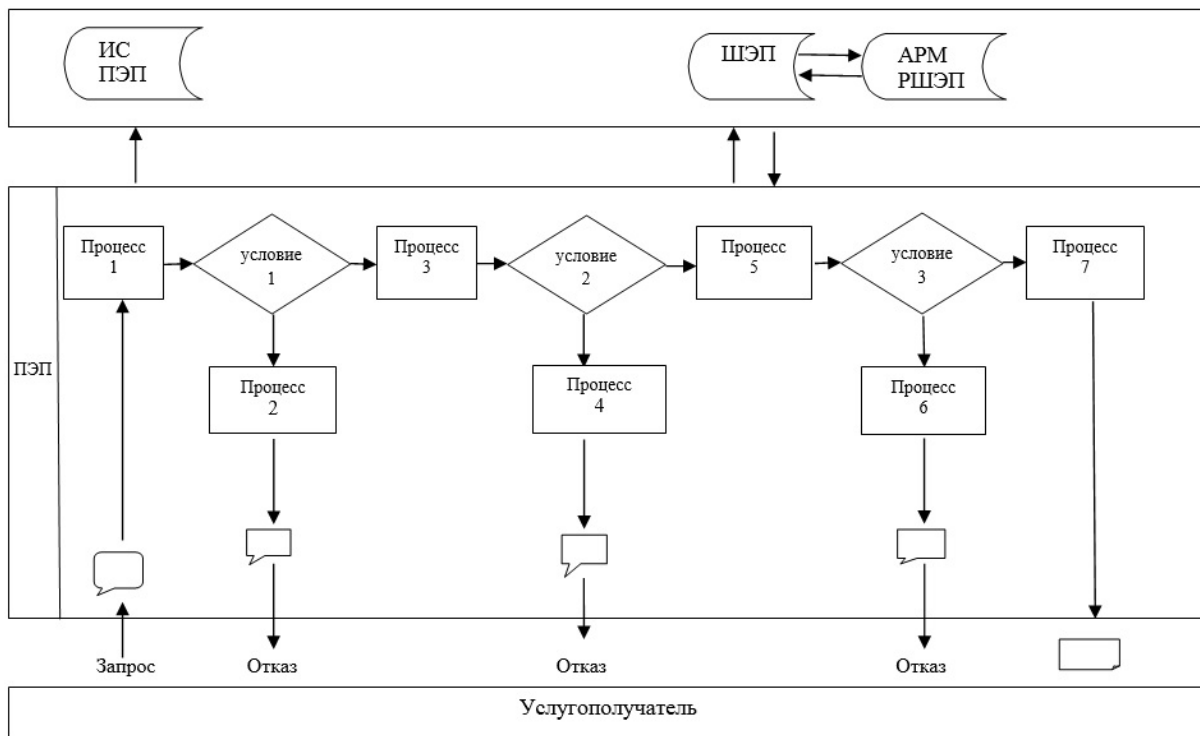 ИС
ПЭП
ШЭП
АРМ
РШЭП
ПЭП
Процесс
1
условие
1
Процесс
3
условие
2
Процесс
5
условие
3
Процесс
7
Процесс
2
Процесс
4
Процесс
6
Запрос
Отказ
Отказ
Отказ
Услугополучатель